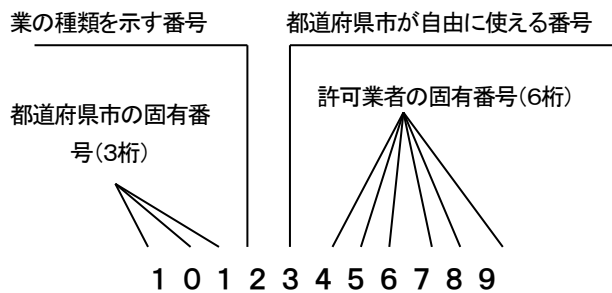 業の種類を示す番号
都道府県市が自由に使える番号
都道府県市の固有番
号(3桁)
許可業者の固有番号(6桁)
1 0 1 2 3 4 5 6 7 8 9